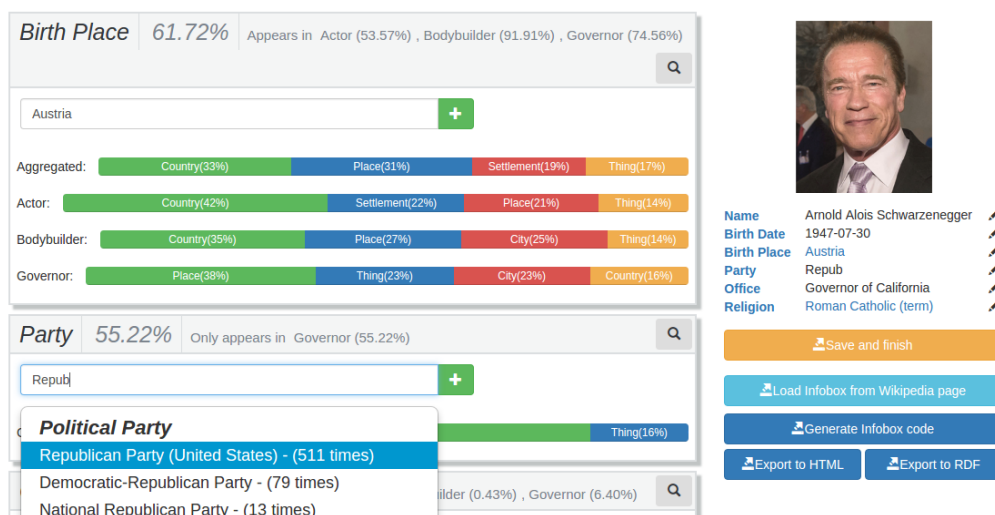 Birth Place 61.72% Appears in Actor (53.57%) , Bodybuilder (91.91%) , Governor (74.56%)
Austria
Aggregated: Country(33%) Place(31%) Settlement(19%) Thing(17%)
Actor: Country(42%) Settlement(22%) Place(21%) Thing(14%)
Bodybuilder: Country(35%) Place(27%) City(25%) Thing(14%)
Governor: Place(38%) Thing(23%) City(23%) Country(16%)
Party 55.22% Only appears in Governor (55.22%)
Repub
Thing(16%)
Political Party
Republican Party (United States) - (511 times)
Democratic-Republican Party - (79 times)
National Republican Party - (13 times)
ilder (0.43%) , Governor (6.40%)
Name Arnold Alois Schwarzenegger
Birth Date 1947-07-30
Birth Place Austria
Party Repub
Office Governor of California
Religion Roman Catholic (term)
Save and finish
Load Infobox from Wikipedia page
Generate Infobox code
Export to HTML Export to RDF